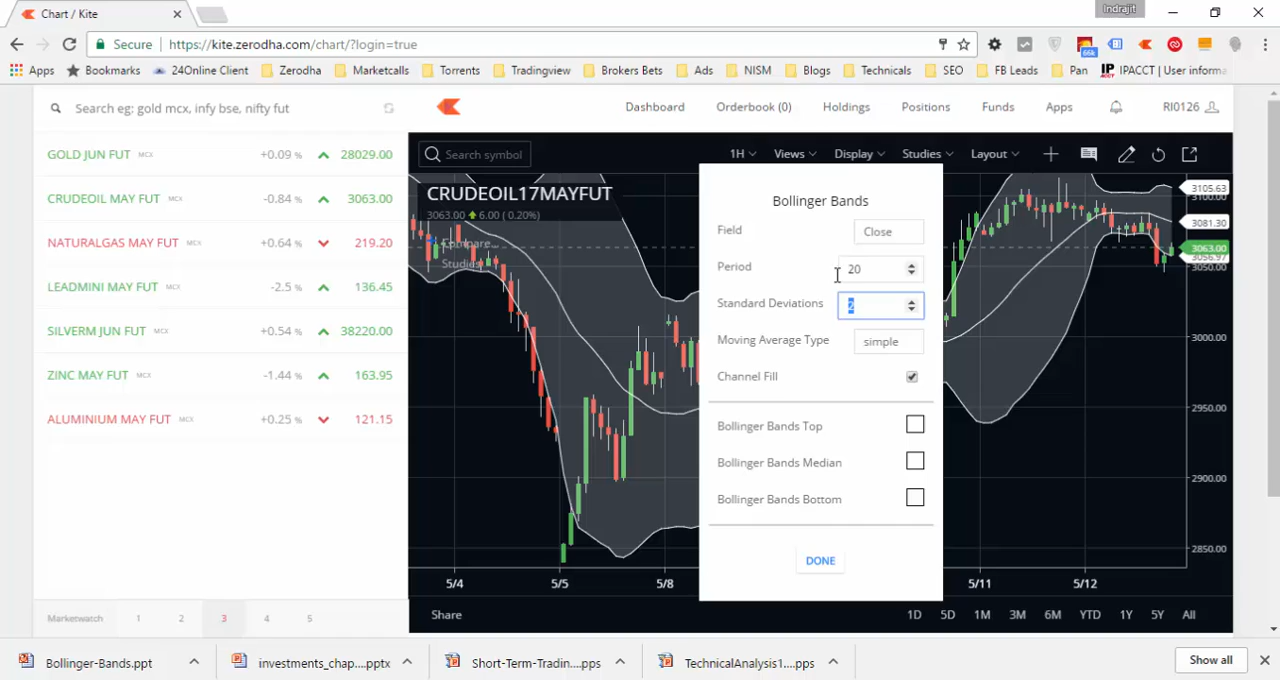 Chart / Kite
Indrajit
Secure
https://kite.zerodha.com/chart/?login=true
66k
Apps
Bookmarks
24Online Client
Zerodha
Marketcalls
Torrents
Tradingview
Brokers Bets
Ads
NISM
Blogs
Technicals
SEO
FB Leads
Pan
IP
IPACCT | User informa
Search eg: gold mcx, infy bse, nifty fut
Dashboard
Orderbook (0)
Holdings
Positions
Funds
Apps
RI0126
GOLD JUN FUT MCX +0.09 % 28029.00
CRUDEOIL MAY FUT MCX -0.84 % 3063.00
NATURALGAS MAY FUT MCX +0.64 % 219.20
LEADMINI MAY FUT MCX -2.5 % 136.45
SILVERM JUN FUT MCX +0.54 % 38220.00
ZINC MAY FUT MCX -1.44 % 163.95
ALUMINIUM MAY FUT MCX +0.25 % 121.15
Marketwatch 1 2 3 4 5
Search symbol
1H
Views
Display
Studies
Layout
CRUDEOIL17MAYFUT
3063.00 6.00 ( 0.20%)
Compare...
Studies
Bollinger Bands
Field Close
Period 20
Standard Deviations 2
Moving Average Type simple
Channel Fill
Bollinger Bands Top
Bollinger Bands Median
Bollinger Bands Bottom
DONE
3105.63
3100.00
3081.30
3063.00
3056.97
3050.00
3000.00
2950.00
2900.00
2850.00
5/4 5/5 5/8 5/11 5/12
Share
1D 5D 1M 3M 6M YTD 1Y 5Y All
Bollinger-Bands.ppt
investments_chap....pptx
Short-Term-Tradin....pps
TechnicalAnalysis1....pps
Show all